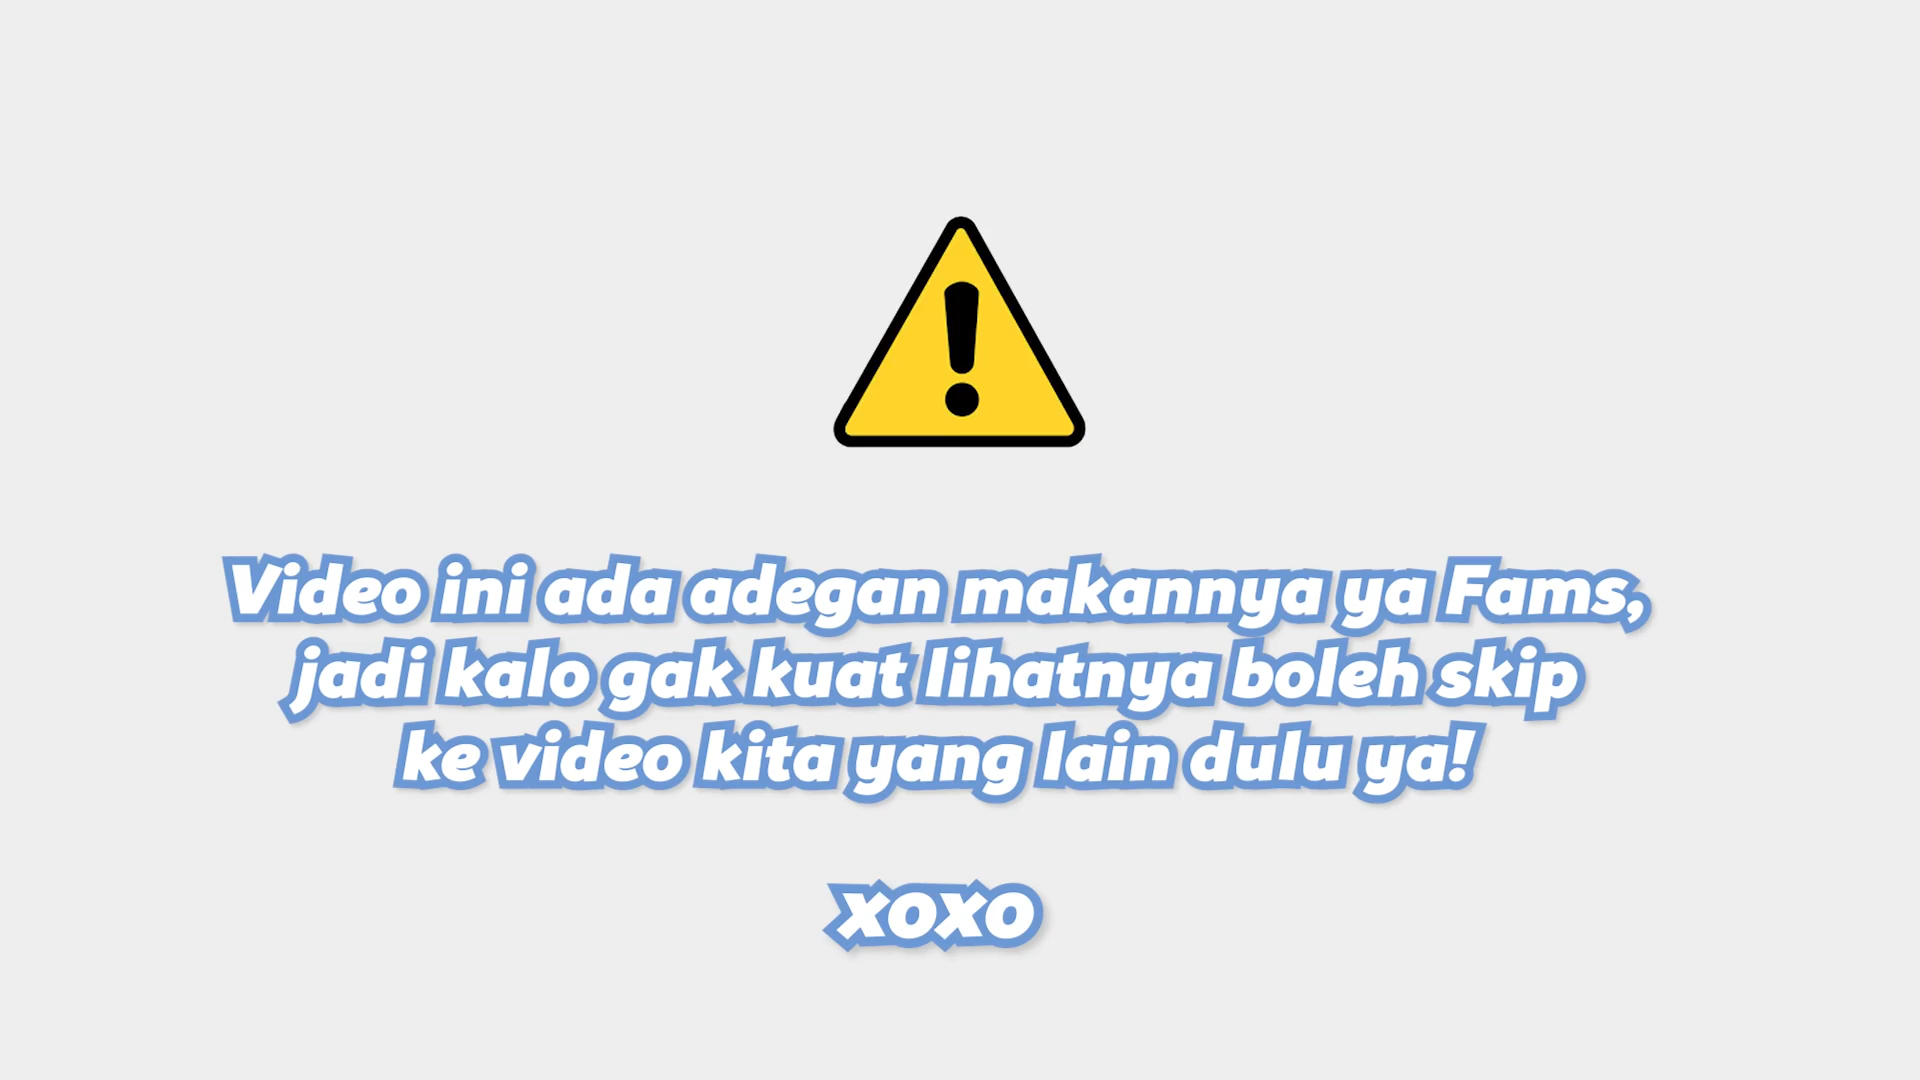 Video ini ada adegan makannya ya Fams,
jadi kalo gak kuat lihatnya boleh skip
ke video kita yang lain dulu ya!
xoxo